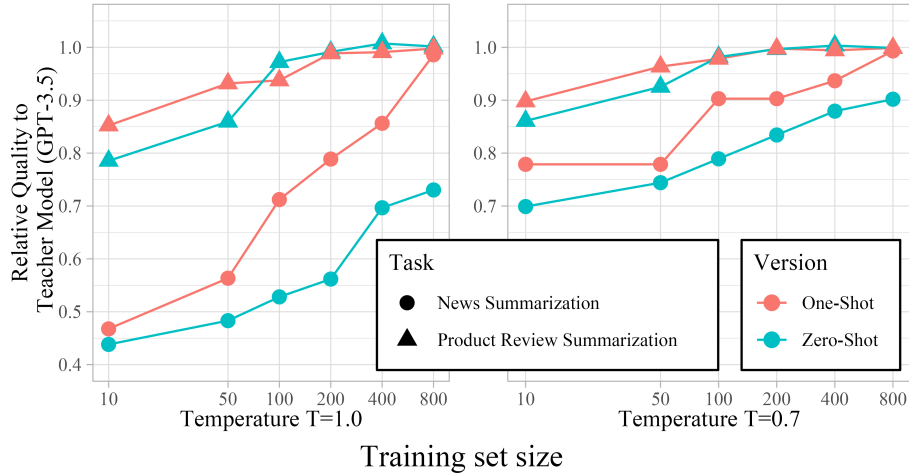 Relative Quality to
Teacher Model (GPT-3.5)
1.0
0.9
0.8
0.7
0.6
0.5
0.4
1.0
0.9
0.8
0.7
Task
News Summarization
Product Review Summarization
Version
One-Shot
Zero-Shot
10 50 100 200 400 800
10 50 100 200 400 800
Temperature T=1.0
Temperature T=0.7
Training set size